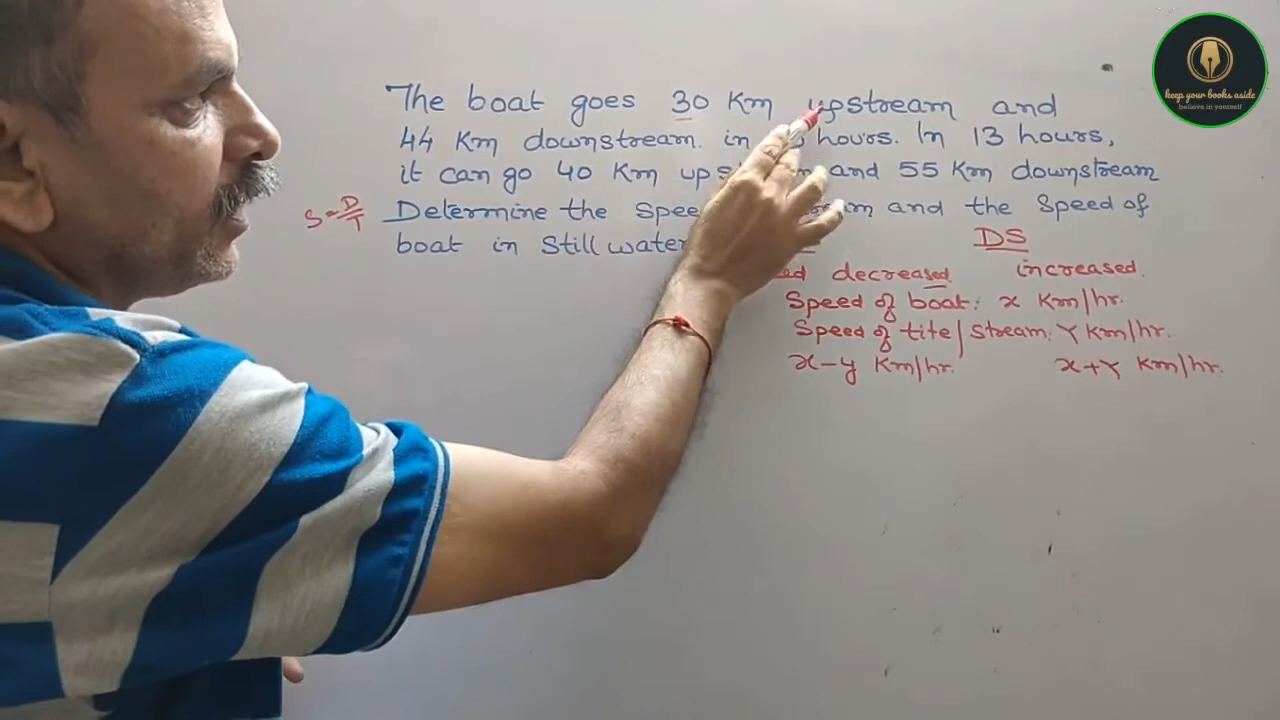 The boat goes 30 Km upstream and
44 Km downstream. in hours. In 13 hours,
it can go 40 Km and 55 Km downstream
S=D/T
Determine the and the Speed of
boat in Still water
DS
decreased increased.
Speed of boat: x Km/hr.
Speed of tite/stream: Y Km/hr.
x-y Km/hr. x+Y Km/hr.
keep your books aside
believe in yourself